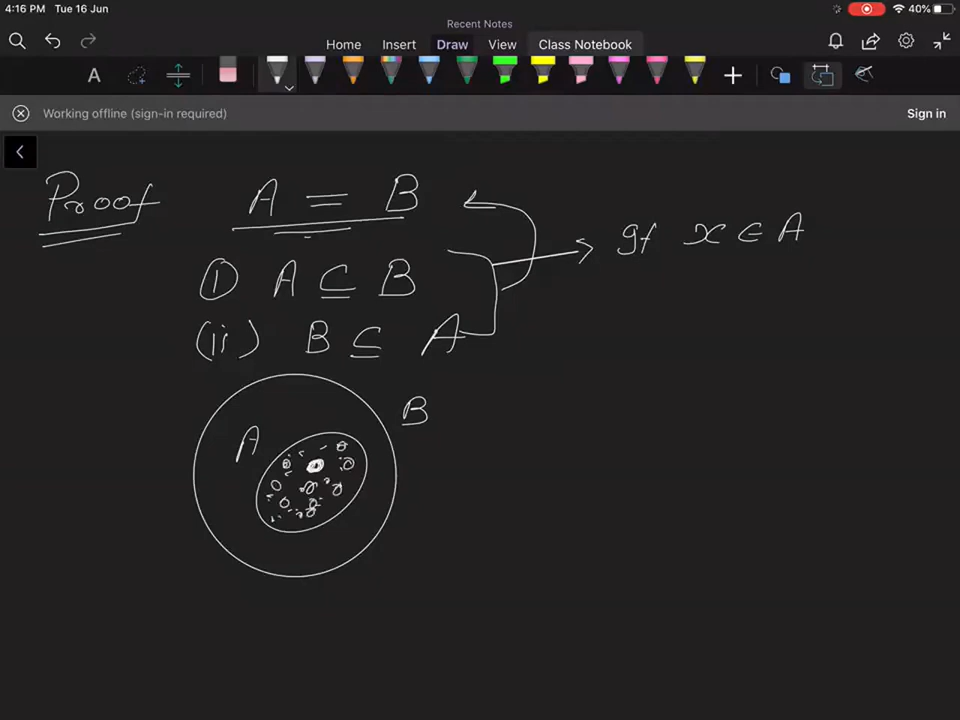 4:16 PM Tue 16 Jun
40%
Recent Notes
Home Insert Draw View Class Notebook
A
Working offline (sign-in required) Sign in
Proof A = B
If x ∈ A
(i) A ⊆ B
(ii) B ⊆ A
B
A